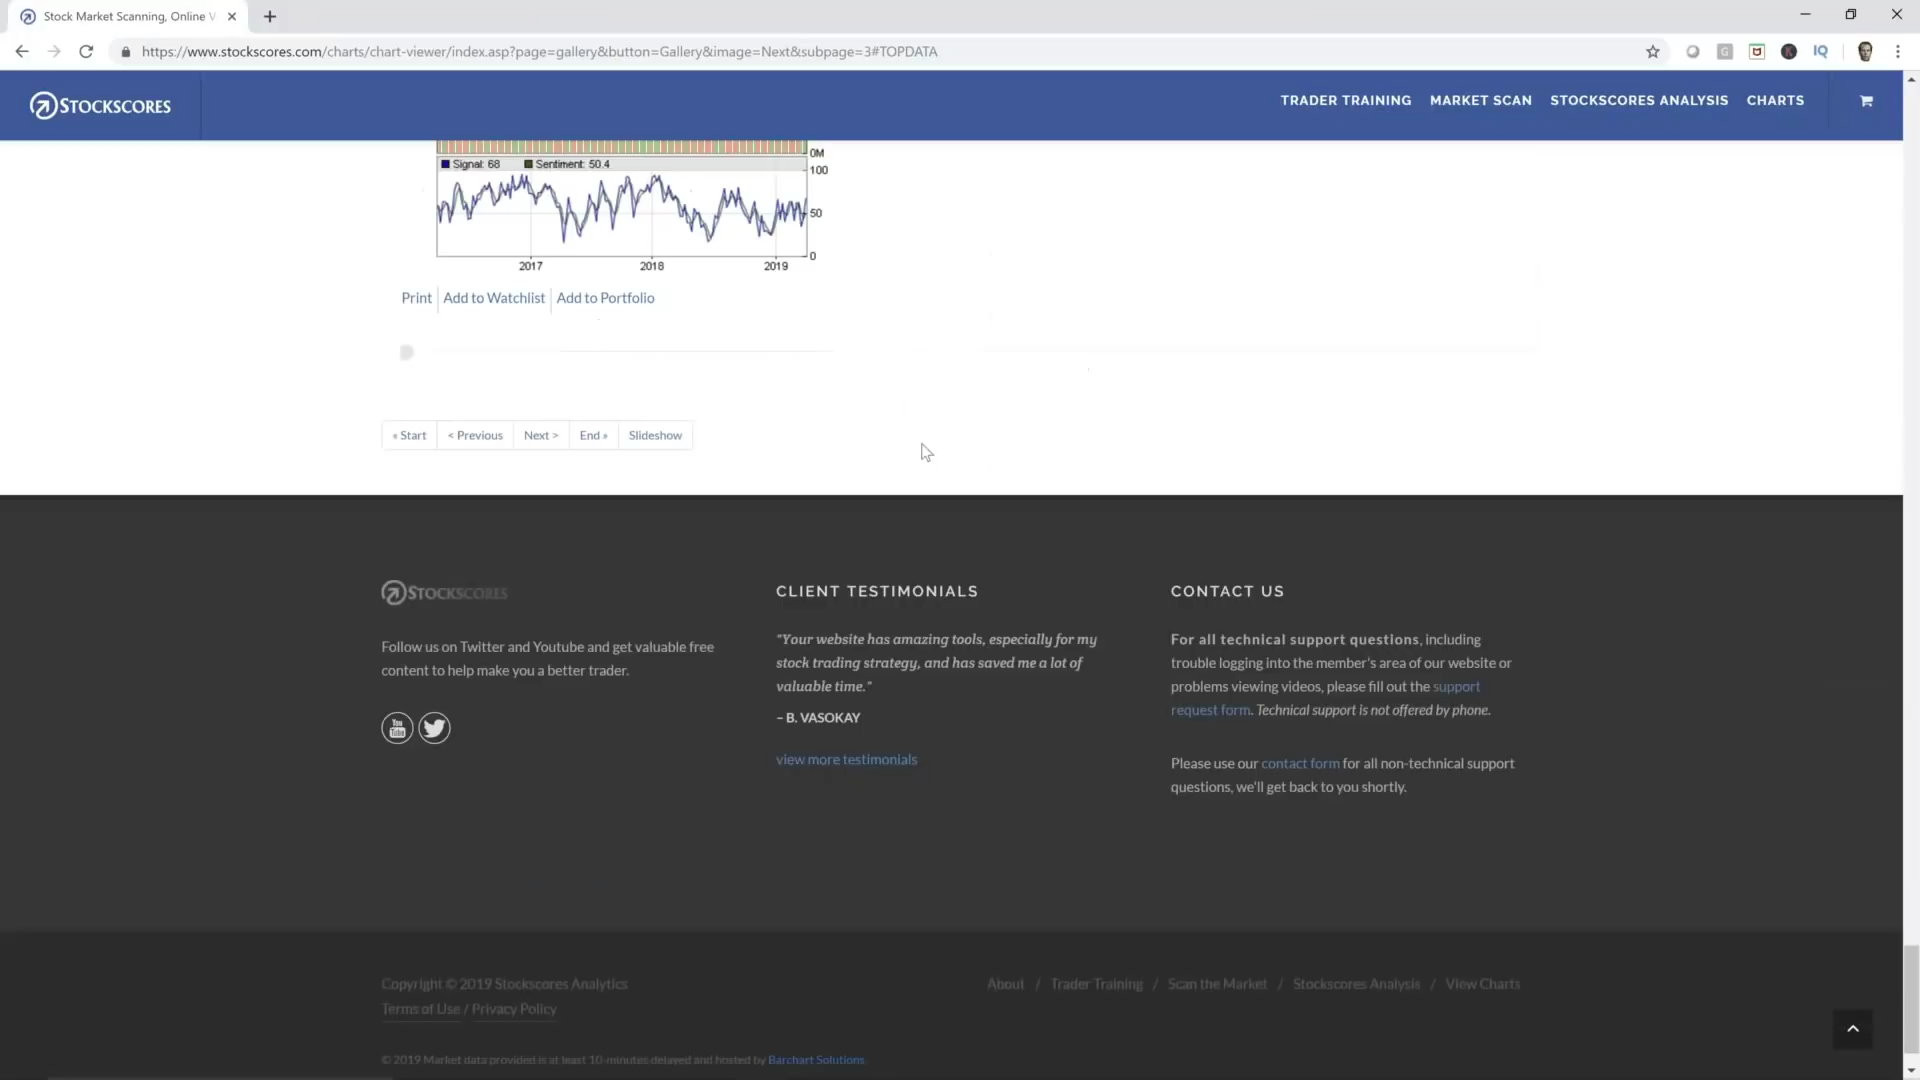 Stock Market Scanning, Online V
https://www.stockscores.com/charts/chart-viewer/index.asp?page=gallery&button=Gallery&image=Next&subpage=3#TOPDATA
IQ
STOCKSCORES
TRADER TRAINING MARKET SCAN STOCKSCORES ANALYSIS CHARTS
0M
Signal: 68 Sentiment: 50.4
100
50
0
2017 2018 2019
Print Add to Watchlist Add to Portfolio
« Start < Previous Next > End » Slideshow
STOCKSCORES
Follow us on Twitter and Youtube and get valuable free
content to help make you a better trader.
You
Tube
CLIENT TESTIMONIALS
"Your website has amazing tools, especially for my
stock trading strategy, and has saved me a lot of
valuable time."
– B. VASOKAY
view more testimonials
CONTACT US
For all technical support questions, including
trouble logging into the member's area of our website or
problems viewing videos, please fill out the support
request form. Technical support is not offered by phone.
Please use our contact form for all non-technical support
questions, we'll get back to you shortly.
Copyright © 2019 Stockscores Analytics
Terms of Use / Privacy Policy
About / Trader Training / Scan the Market / Stockscores Analysis / View Charts
© 2019 Market data provided is at least 10-minutes delayed and hosted by Barchart Solutions.